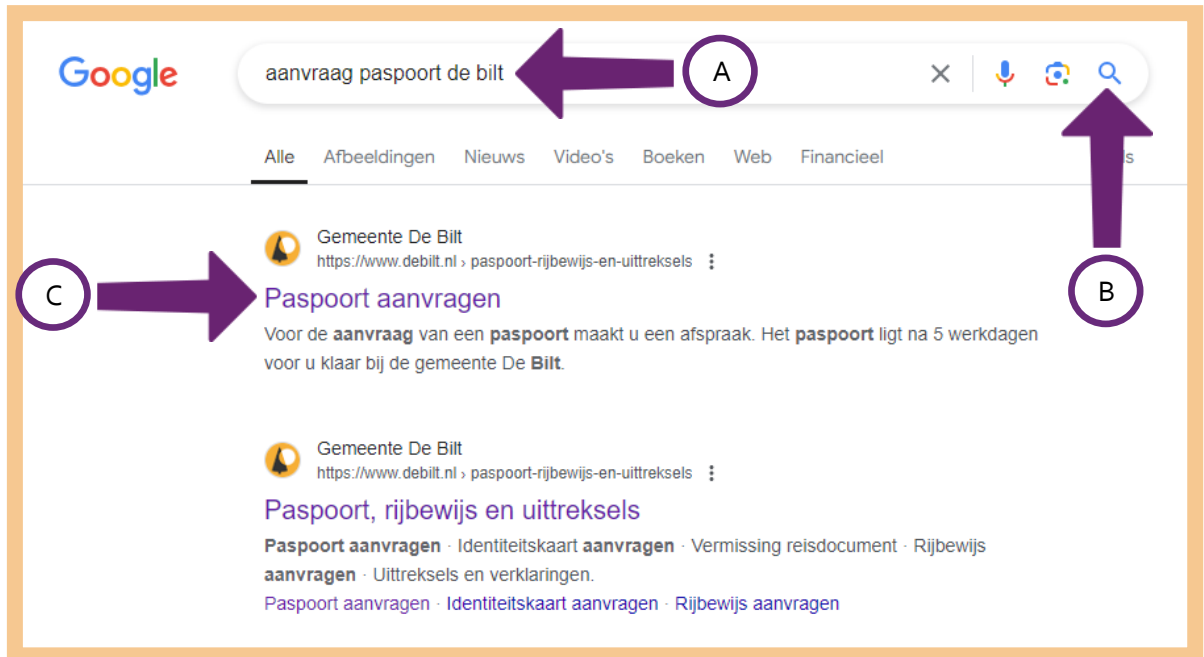 Google
aanvraag paspoort de bilt
A
Alle Afbeeldingen Nieuws Video's Boeken Web Financieel
B
Gemeente De Bilt
https://www.debilt.nl › paspoort-rijbewijs-en-uittreksels
C
Paspoort aanvragen
Voor de aanvraag van een paspoort maakt u een afspraak. Het paspoort ligt na 5 werkdagen
voor u klaar bij de gemeente De Bilt.
Gemeente De Bilt
https://www.debilt.nl › paspoort-rijbewijs-en-uittreksels
Paspoort, rijbewijs en uittreksels
Paspoort aanvragen · Identiteitskaart aanvragen · Vermissing reisdocument · Rijbewijs
aanvragen · Uittreksels en verklaringen.
Paspoort aanvragen · Identiteitskaart aanvragen · Rijbewijs aanvragen